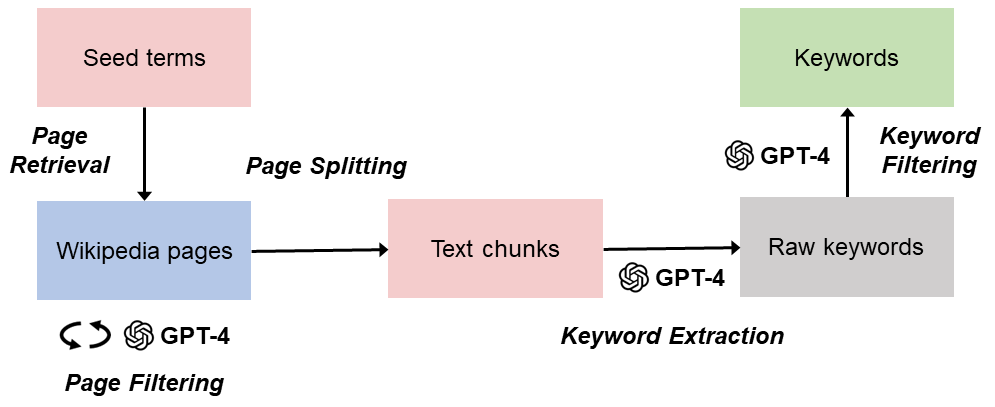 Seed terms
Page
Retrieval
Wikipedia pages
GPT-4
Page Filtering
Page Splitting
Text chunks
GPT-4
Keyword Extraction
Raw keywords
GPT-4
Keyword
Filtering
Keywords